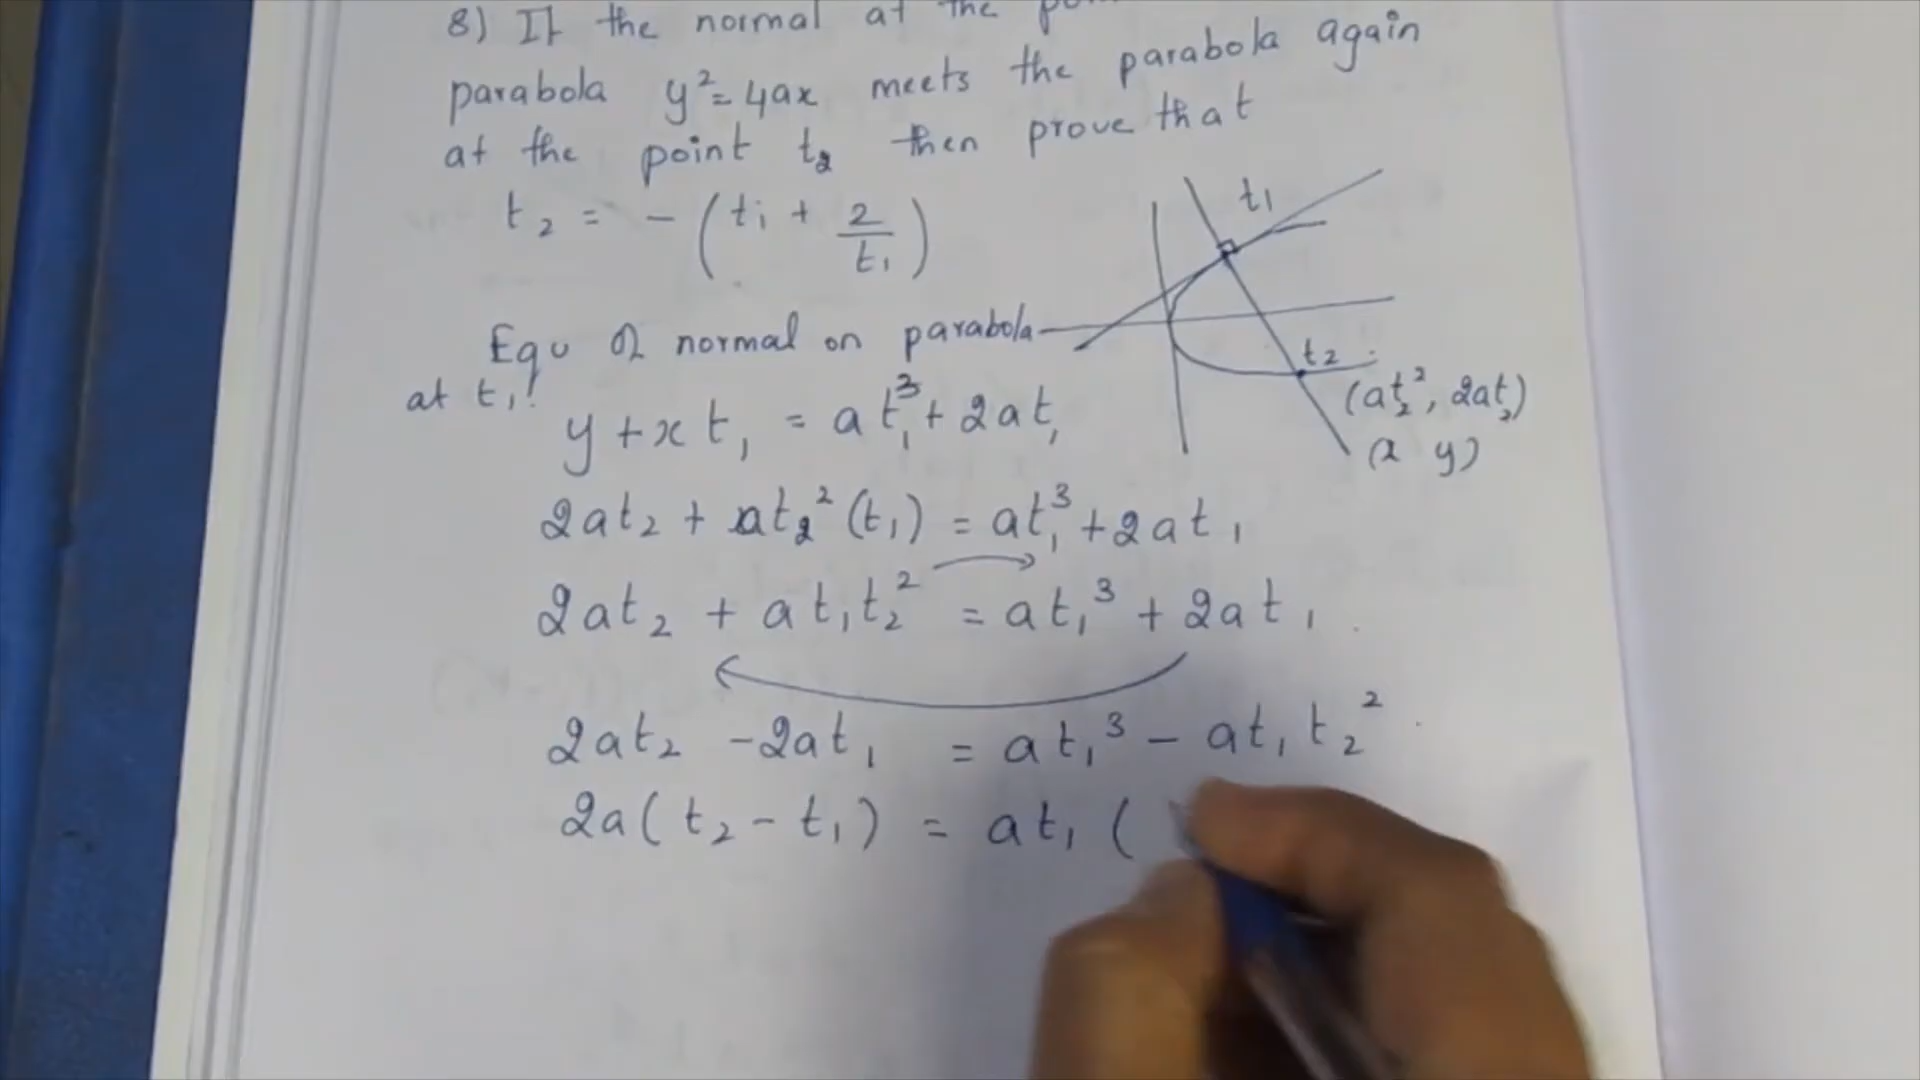 8) If the normal at the
parabola y²=4ax meets the parabola again
at the point t₂ then prove that
t₂ = -(t₁ + 2/t₁)
t₁
Equ of normal on parabola
at t₁!
t₂
(at₂², 2at₂)
(x y)
y+xt₁ = at₁³+2at₁
2at₂ + at₂²(t₁) = at₁³+2at₁
2at₂ + at₁t₂² = at₁³ + 2at₁
2at₂ -2at₁ = at₁³ - at₁t₂²
2a(t₂-t₁) = at₁(